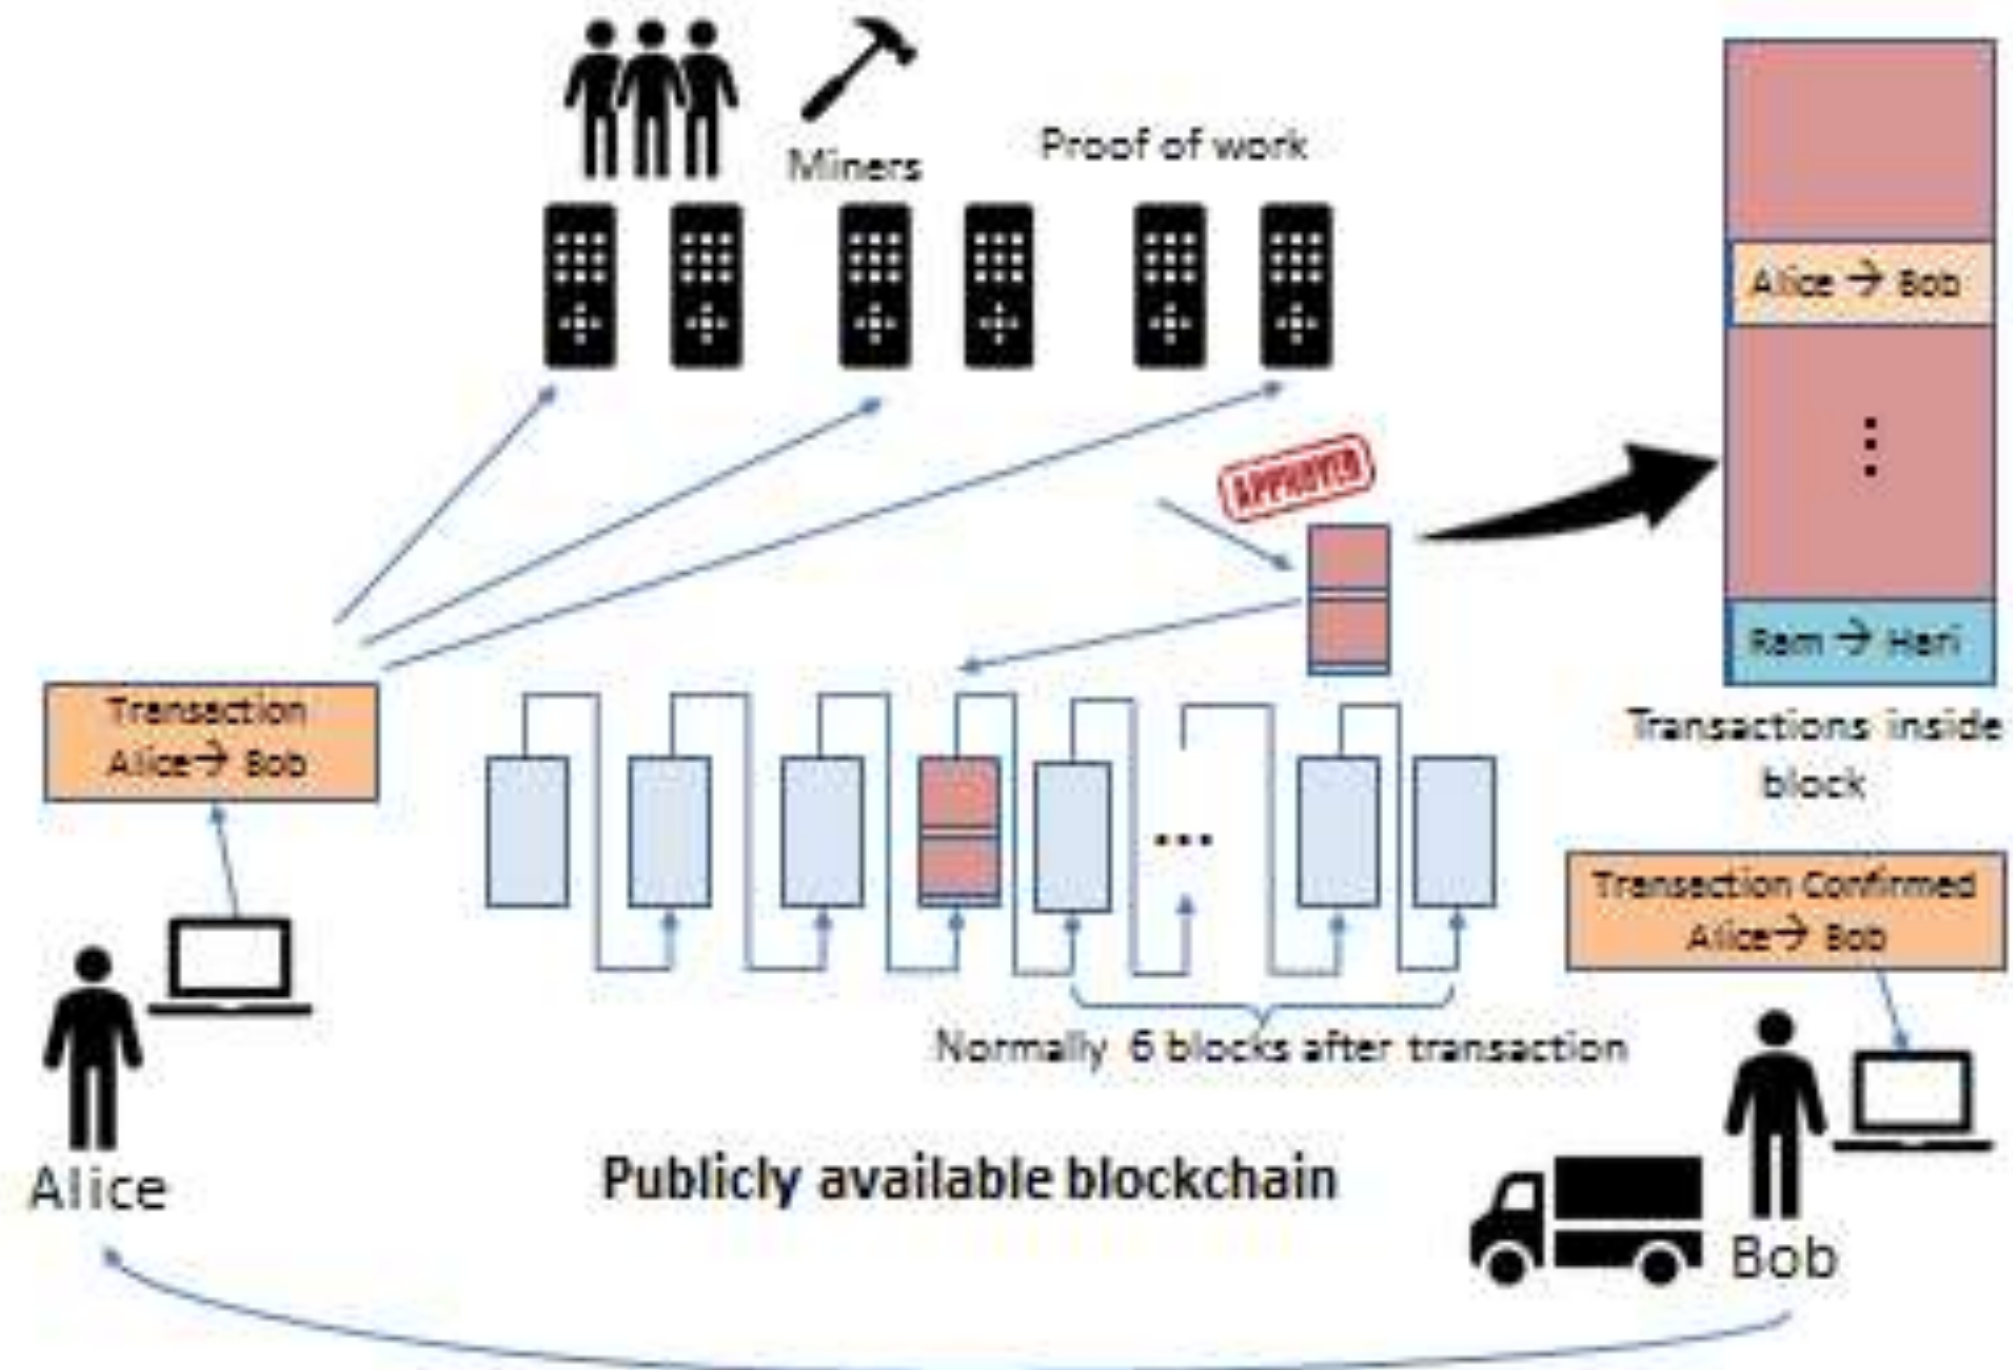 Miners
Proof of work
Alice → Bob
APPROVED
Ram → Hari
Transactions inside
block
Transaction
Alice→ Bob
...
Transaction Confirmed
Alice→ Bob
Normally 6 blocks after transaction
Publicly available blockchain
Alice
Bob